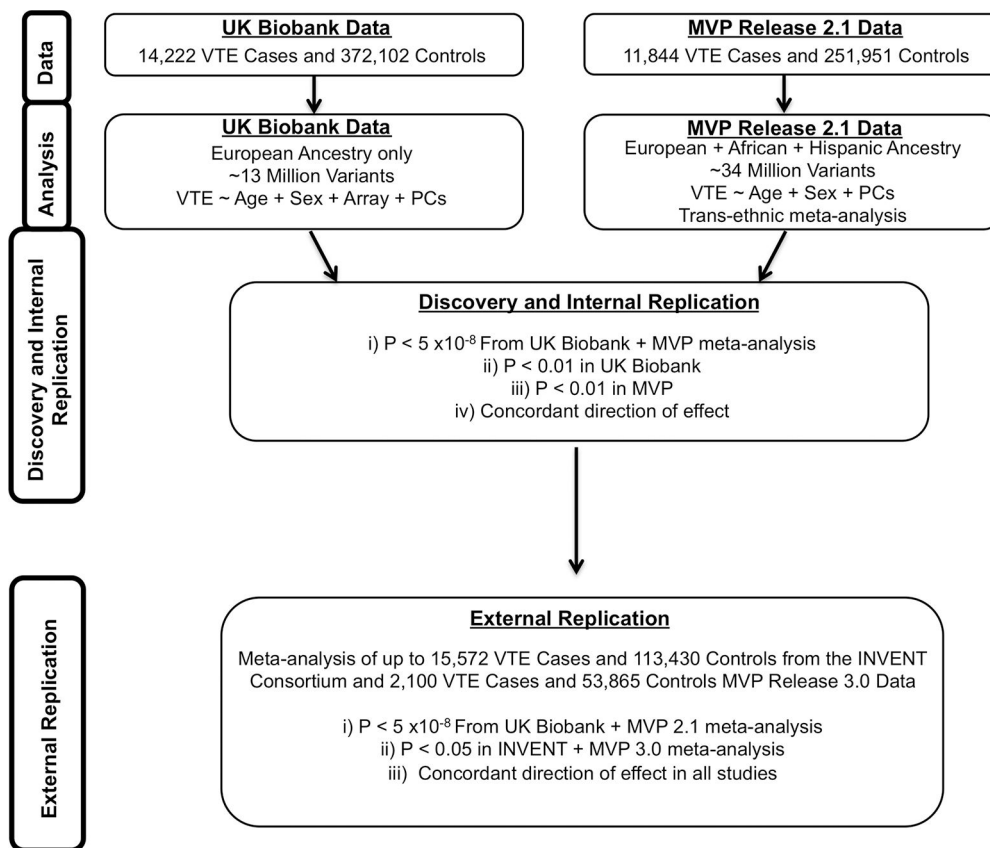 Data
UK Biobank Data
14,222 VTE Cases and 372,102 Controls
MVP Release 2.1 Data
11,844 VTE Cases and 251,951 Controls
Analysis
UK Biobank Data
European Ancestry only
~13 Million Variants
VTE ~ Age + Sex + Array + PCs
MVP Release 2.1 Data
European + African + Hispanic Ancestry
~34 Million Variants
VTE ~ Age + Sex + PCs
Trans-ethnic meta-analysis
Discovery and Internal
Replication
Discovery and Internal Replication
i) P < 5 x10⁻⁸ From UK Biobank + MVP meta-analysis
ii) P < 0.01 in UK Biobank
iii) P < 0.01 in MVP
iv) Concordant direction of effect
External Replication
External Replication
Meta-analysis of up to 15,572 VTE Cases and 113,430 Controls from the INVENT
Consortium and 2,100 VTE Cases and 53,865 Controls MVP Release 3.0 Data
i) P < 5 x10⁻⁸ From UK Biobank + MVP 2.1 meta-analysis
ii) P < 0.05 in INVENT + MVP 3.0 meta-analysis
iii) Concordant direction of effect in all studies